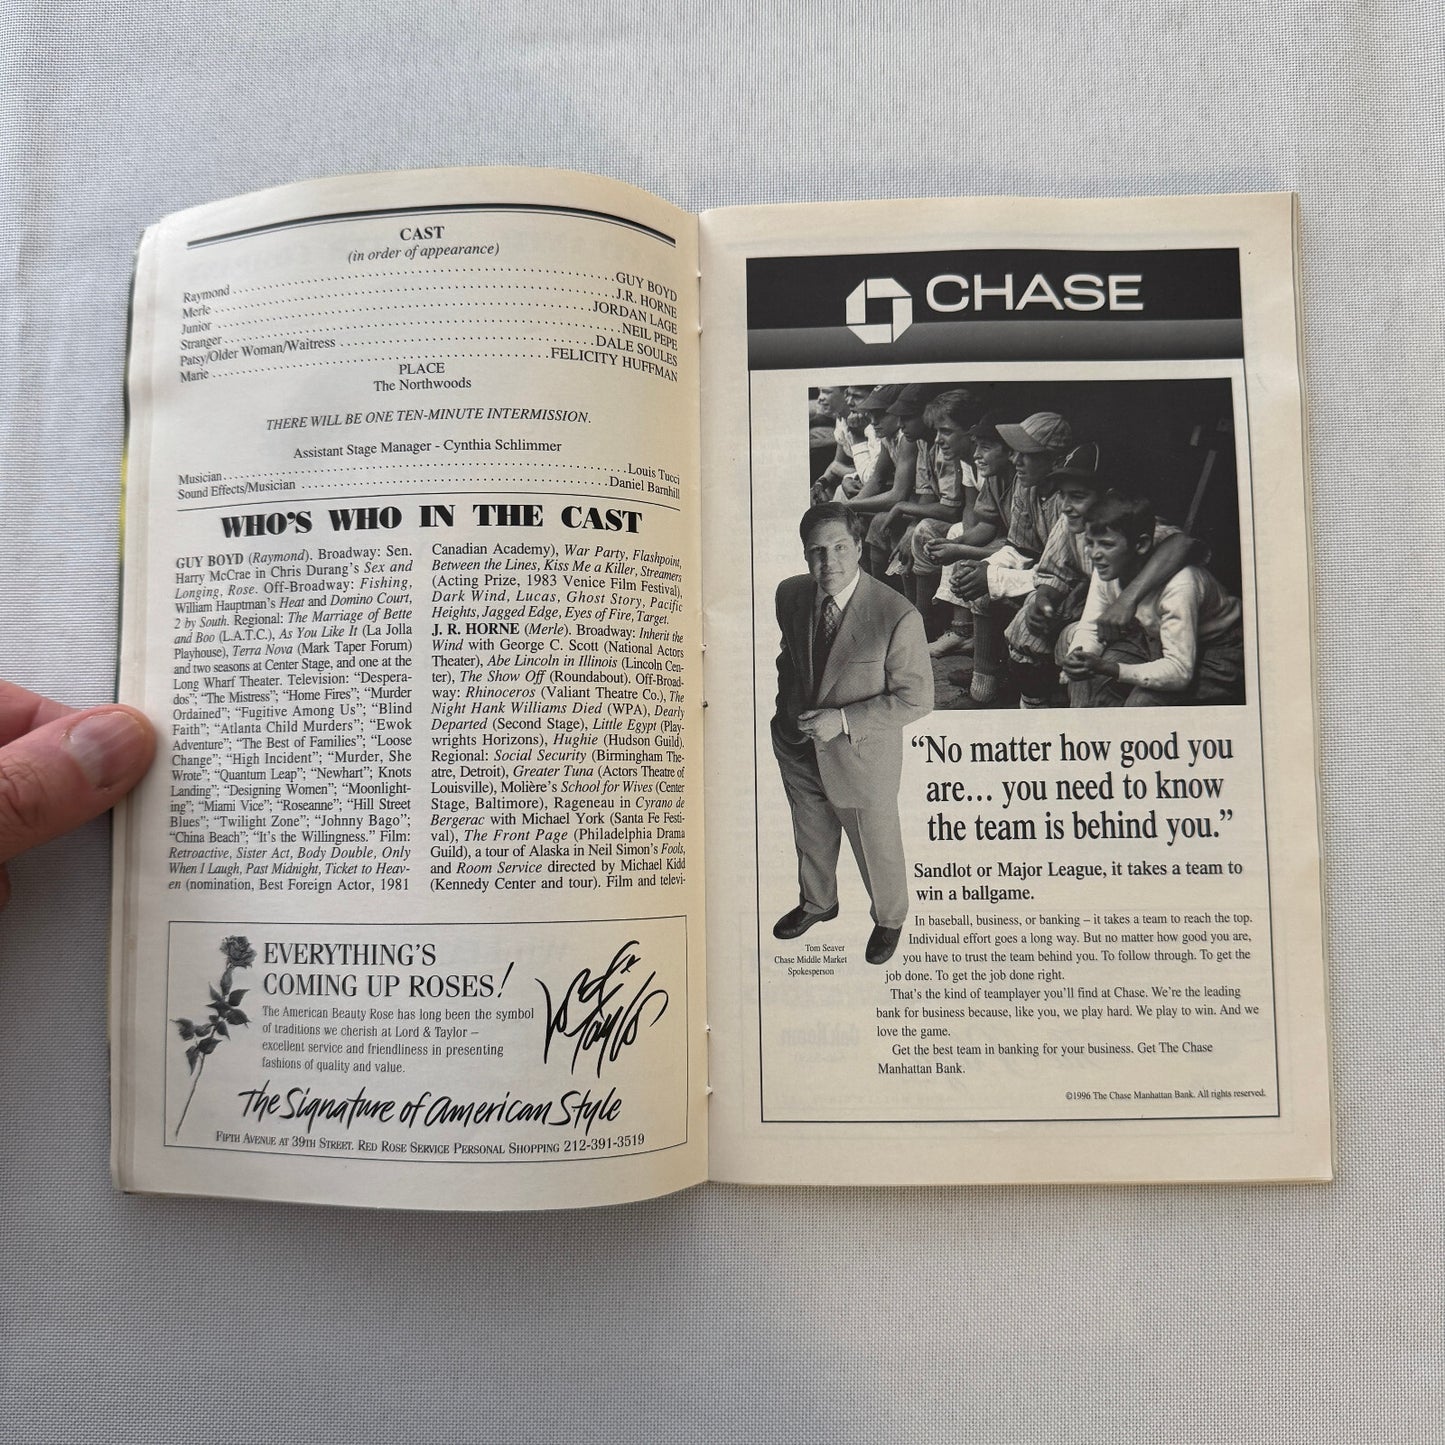 CAST
(in order of appearance)
Raymond ................ GUY BOYD
Merle ................ J.R. HORNE
Junior ................ JORDAN LAGE
Stranger ................ NEIL PEPE
Patsy/Older Woman/Waitress ................ DALE SOULES
Marie ................ FELICITY HUFFMAN
PLACE
The Northwoods
THERE WILL BE ONE TEN-MINUTE INTERMISSION.
Assistant Stage Manager - Cynthia Schlimmer
Musician ................ Louis Tucci
Sound Effects/Musician ................ Daniel Barnhill
WHO'S WHO IN THE CAST
GUY BOYD (Raymond). Broadway: Sen.
Harry McCrae in Chris Durang's Sex and
Longing, Rose. Off-Broadway: Fishing,
William Hauptman's Heat and Domino Court,
2 by South. Regional: The Marriage of Bette
and Boo (L.A.T.C.), As You Like It (La Jolla
Playhouse), Terra Nova (Mark Taper Forum)
and two seasons at Center Stage, and one at the
Long Wharf Theater. Television: "Despera-
dos"; "The Mistress"; "Home Fires"; "Murder
Ordained"; "Fugitive Among Us"; "Blind
Faith"; "Atlanta Child Murders"; "Ewok
Adventure"; "The Best of Families"; "Loose
Change"; "High Incident"; "Murder, She
Wrote"; "Quantum Leap"; "Newhart"; Knots
Landing"; "Designing Women"; "Moonlight-
ing"; "Miami Vice"; "Roseanne"; "Hill Street
Blues"; "Twilight Zone"; "Johnny Bago";
"China Beach"; "It's the Willingness." Film:
Retroactive, Sister Act, Body Double, Only
When I Laugh, Past Midnight, Ticket to Heav-
en (nomination, Best Foreign Actor, 1981
Canadian Academy), War Party, Flashpoint,
Between the Lines, Kiss Me a Killer, Streamers
(Acting Prize, 1983 Venice Film Festival),
Dark Wind, Lucas, Ghost Story, Pacific
Heights, Jagged Edge, Eyes of Fire, Target.
J. R. HORNE (Merle). Broadway: Inherit the
Wind with George C. Scott (National Actors
Theater), Abe Lincoln in Illinois (Lincoln Cen-
ter), The Show Off (Roundabout). Off-Broad-
way: Rhinoceros (Valiant Theatre Co.), The
Night Hank Williams Died (WPA), Dearly
Departed (Second Stage), Little Egypt (Play-
wrights Horizons), Hughie (Hudson Guild).
Regional: Social Security (Birmingham The-
atre, Detroit), Greater Tuna (Actors Theatre of
Louisville), Molière's School for Wives (Center
Stage, Baltimore), Rageneau in Cyrano de
Bergerac with Michael York (Santa Fe Festi-
val), The Front Page (Philadelphia Drama
Guild), a tour of Alaska in Neil Simon's Fools,
and Room Service directed by Michael Kidd
(Kennedy Center and tour). Film and televi-
EVERYTHING'S
COMING UP ROSES!
The American Beauty Rose has long been the symbol
of traditions we cherish at Lord & Taylor –
excellent service and friendliness in presenting
fashions of quality and value.
Lord & Taylor
The Signature of American Style
FIFTH AVENUE AT 39TH STREET. RED ROSE SERVICE PERSONAL SHOPPING 212-391-3519
CHASE
"No matter how good you
are... you need to know
the team is behind you."
Sandlot or Major League, it takes a team to
win a ballgame.
Tom Seaver
Chase Middle Market
Spokesperson
In baseball, business, or banking – it takes a team to reach the top.
Individual effort goes a long way. But no matter how good you are,
you have to trust the team behind you. To follow through. To get the
job done. To get the job done right.
That's the kind of teamplayer you'll find at Chase. We're the leading
bank for business because, like you, we play hard. We play to win. And we
love the game.
Get the best team in banking for your business. Get The Chase
Manhattan Bank.
©1996 The Chase Manhattan Bank. All rights reserved.